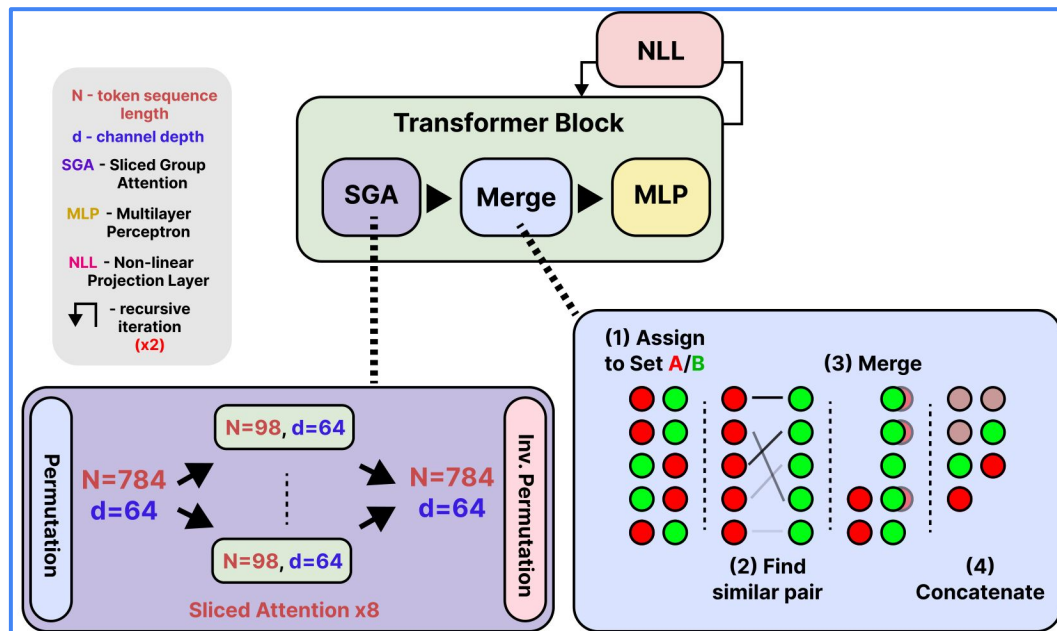 NLL
N - token sequence
length
d - channel depth
SGA - Sliced Group
Attention
MLP - Multilayer
Perceptron
NLL - Non-linear
Projection Layer
- recursive
iteration
(x2)
Transformer Block
SGA
Merge
MLP
Permutation
N=784
d=64
N=98, d=64
N=98, d=64
N=784
d=64
Inv. Permutation
Sliced Attention x8
(1) Assign
to Set A/B
(2) Find
similar pair
(3) Merge
(4)
Concatenate